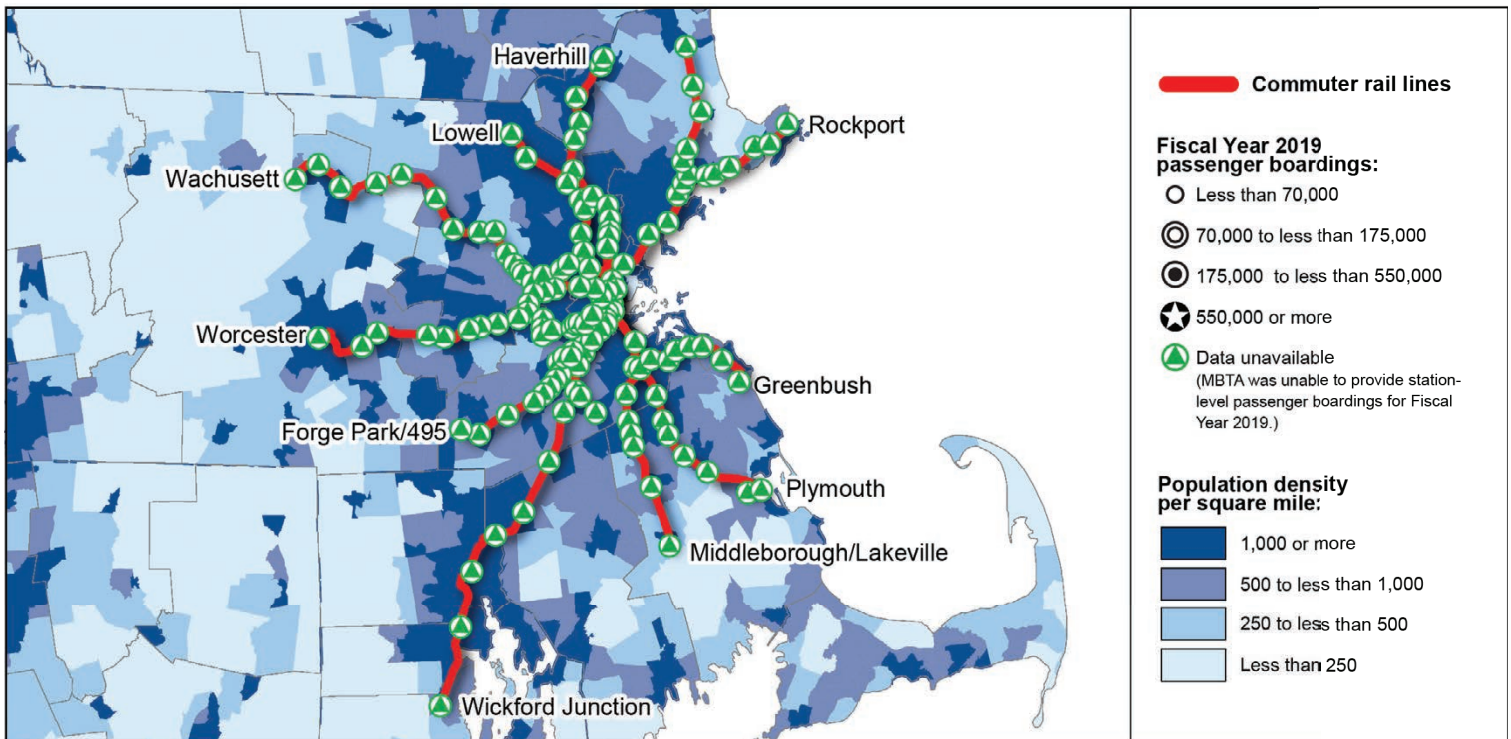 Haverhill
Lowell
Rockport
Wachusett
Worcester
Greenbush
Forge Park/495
Plymouth
Middleborough/Lakeville
Wickford Junction
Commuter rail lines
Fiscal Year 2019
passenger boardings:
Less than 70,000
70,000 to less than 175,000
175,000 to less than 550,000
550,000 or more
Data unavailable
(MBTA was unable to provide station-
level passenger boardings for Fiscal
Year 2019.)
Population density
per square mile:
1,000 or more
500 to less than 1,000
250 to less than 500
Less than 250